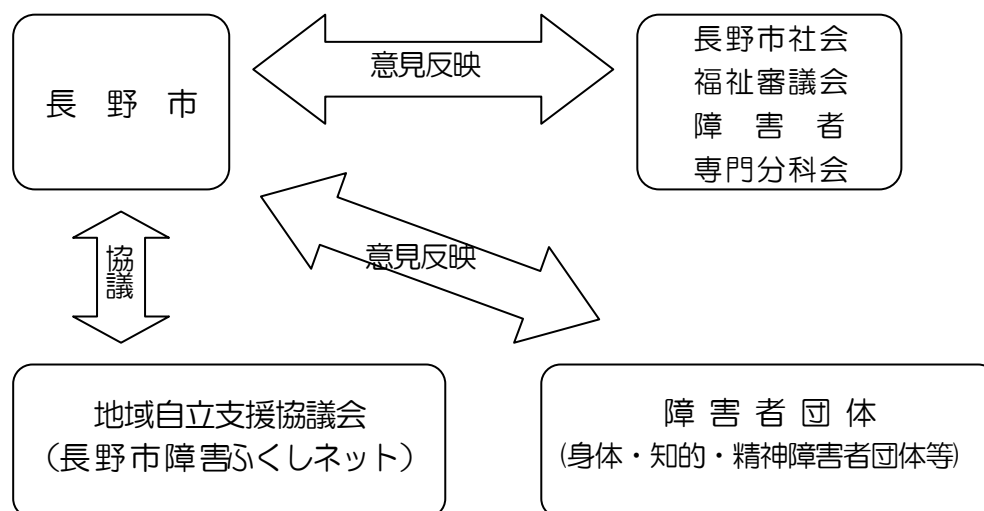 長野市
意見反映
長野市社会
福祉審議会
障害者
専門分科会
協議
意見反映
地域自立支援協議会
（長野市障害ふくしネット）
障害者団体
(身体・知的・精神障害者団体等)